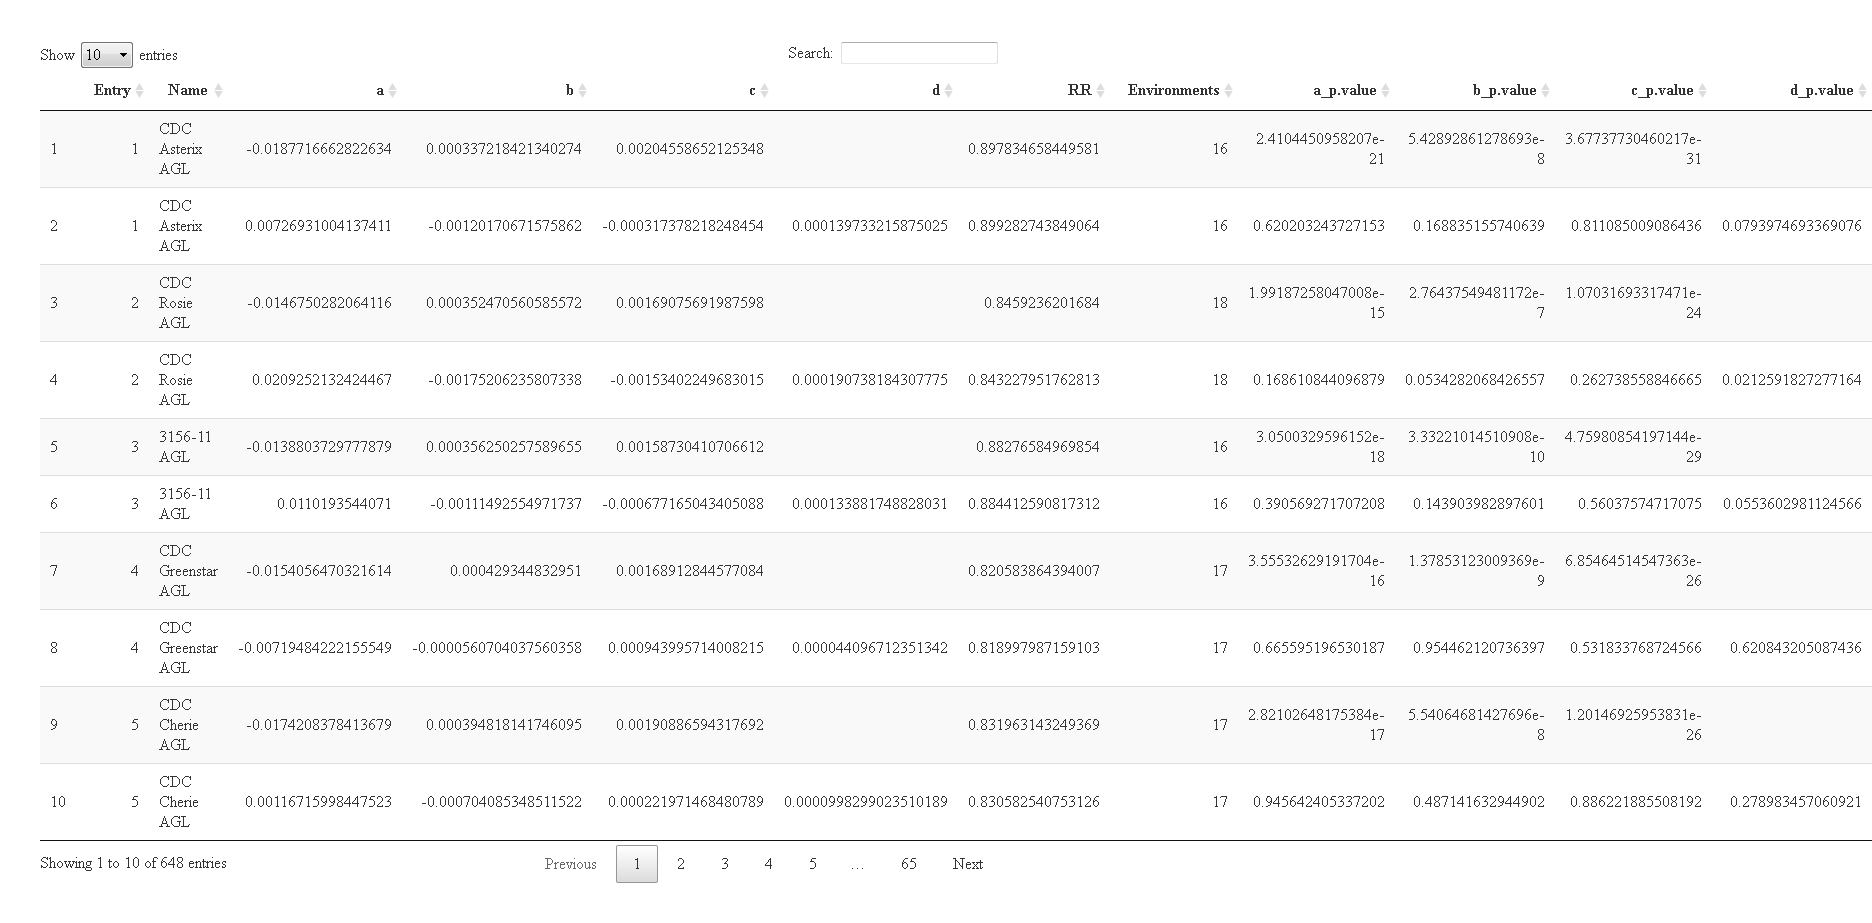 Show 10 entries Search:
Entry Name a b c d RR Environments a_p.value b_p.value c_p.value d_p.value
1 1 CDC Asterix AGL -0.0187716662822634 0.000337218421340274 0.00204558652125348 0.897834658449581 16 2.4104450958207e-21 5.42892861278693e-8 3.67737730460217e-31
2 1 CDC Asterix AGL 0.00726931004137411 -0.00120170671575862 -0.000317378218248454 0.000139733215875025 0.899282743849064 16 0.620203243727153 0.168835155740639 0.811085009086436 0.0793974693369076
3 2 CDC Rosie AGL -0.0146750282064116 0.000352470560585572 0.00169075691987598 0.8459236201684 18 1.99187258047008e-15 2.76437549481172e-7 1.07031693317471e-24
4 2 CDC Rosie AGL 0.0209252132424467 -0.00175206235807338 -0.00153402249683015 0.000190738184307775 0.843227951762813 18 0.168610844096879 0.0534282068426557 0.262738558846665 0.0212591827277164
5 3 3156-11 AGL -0.0138803729777879 0.000356250257589655 0.00158730410706612 0.88276584969854 16 3.0500329596152e-18 3.33221014510908e-10 4.75980854197144e-29
6 3 3156-11 AGL 0.0110193544071 -0.00111492554971737 -0.000677165043405088 0.000133881748828031 0.884412590817312 16 0.390569271707208 0.143903982897601 0.56037574717075 0.0553602981124566
7 4 CDC Greenstar AGL -0.0154056470321614 0.000429344832951 0.00168912844577084 0.820583864394007 17 3.55532629191704e-16 1.37853123009369e-9 6.85464514547363e-26
8 4 CDC Greenstar AGL -0.00719484222155549 -0.0000560704037560358 0.000943995714008215 0.000044096712351342 0.818997987159103 17 0.665595196530187 0.954462120736397 0.531833768724566 0.620843205087436
9 5 CDC Cherie AGL -0.0174208378413679 0.000394818141746095 0.00190886594317692 0.831963143249369 17 2.82102648175384e-17 5.54064681427696e-8 1.20146925953831e-26
10 5 CDC Cherie AGL 0.00116715998447523 -0.000704085348511522 0.000221971468480789 0.0000998299023510189 0.830582540753126 17 0.945642405337202 0.487141632944902 0.886221885508192 0.278983457060921
Showing 1 to 10 of 648 entries Previous 1 2 3 4 5 … 65 Next